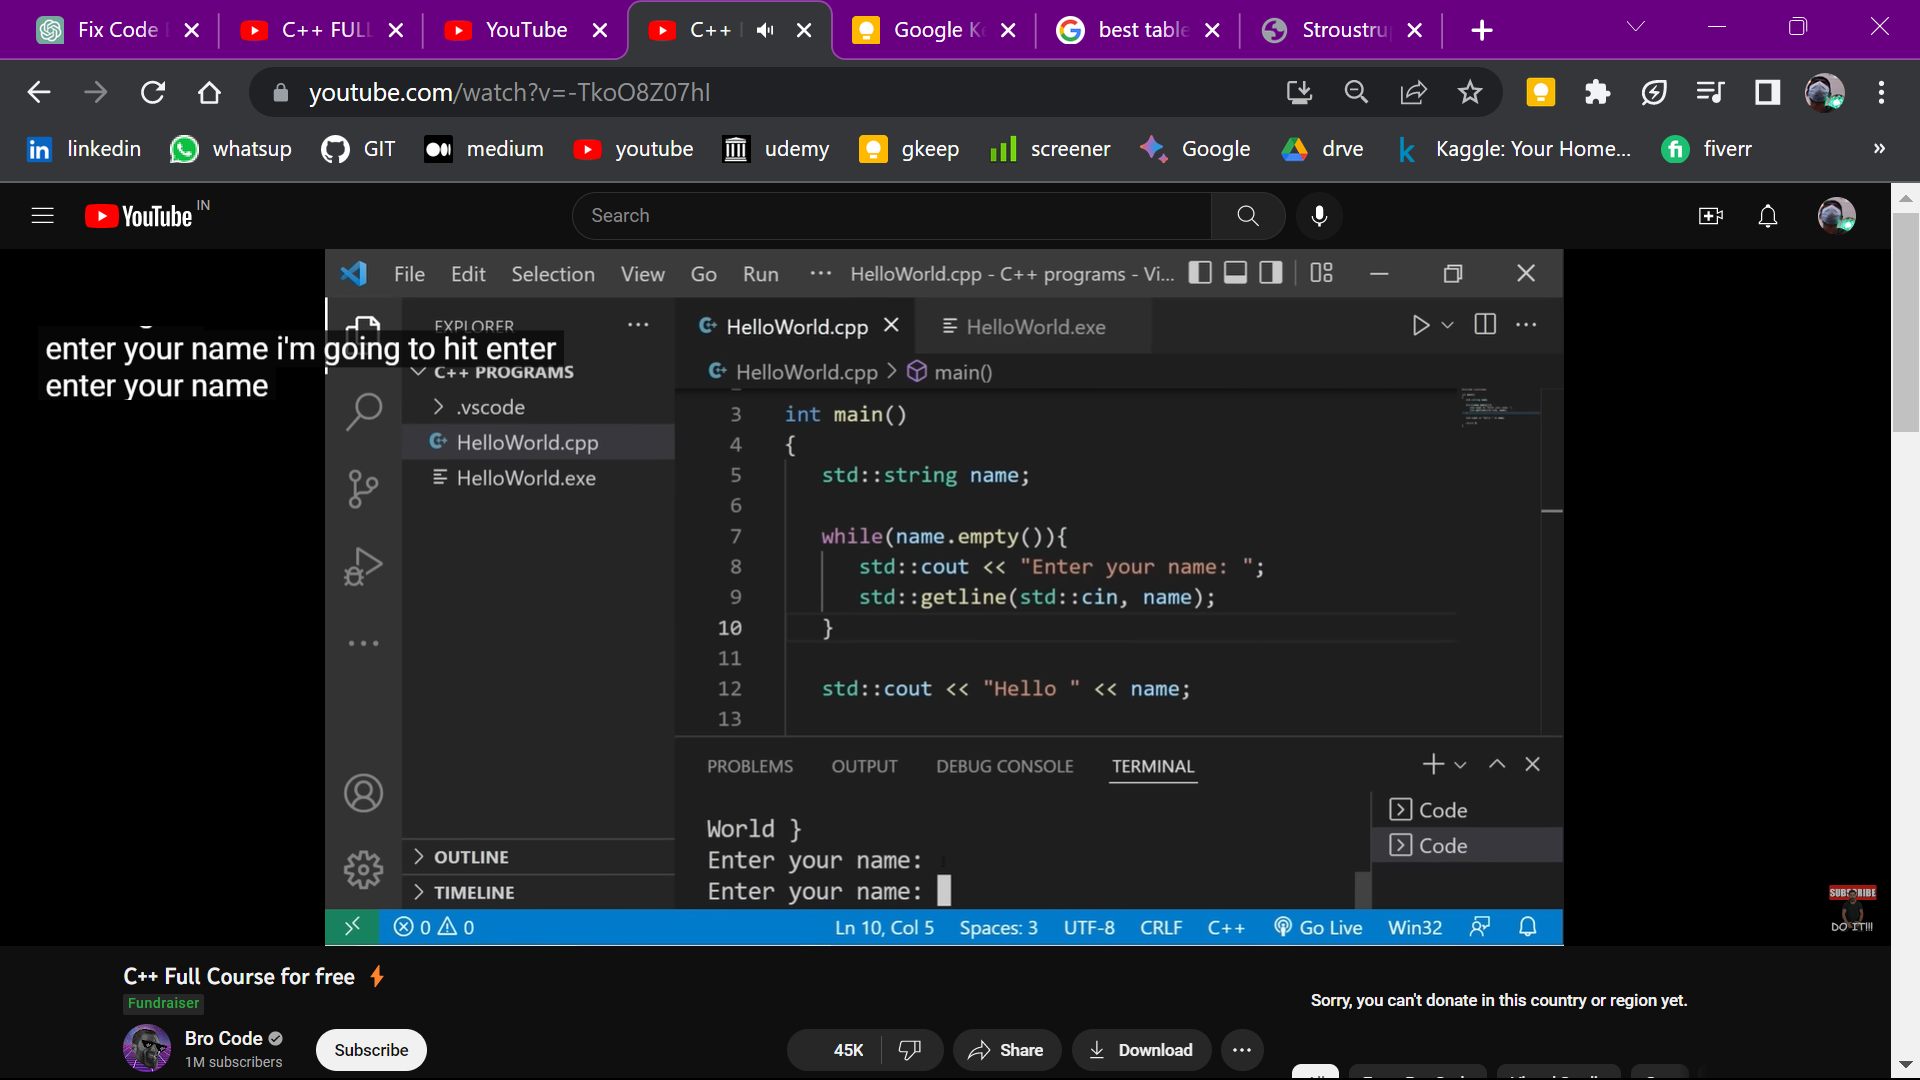 Fix Code
C++ FULL
YouTube
C++
Google Ke
best table
Stroustru
youtube.com/watch?v=-TkoO8Z07hI
linkedin
whatsup
GIT
medium
youtube
udemy
gkeep
screener
Google
drve
Kaggle: Your Home...
fiverr
»
YouTube IN
Search
File Edit Selection View Go Run ··· HelloWorld.cpp - C++ programs - Vi...
EXPLORER
HelloWorld.cpp
HelloWorld.exe
enter your name i'm going to hit enter
enter your name
C++ PROGRAMS
HelloWorld.cpp > main()
.vscode
HelloWorld.cpp
HelloWorld.exe
3 int main()
4 {
5 std::string name;
6
7 while(name.empty()){
8 std::cout << "Enter your name: ";
9 std::getline(std::cin, name);
10 }
11
12 std::cout << "Hello " << name;
13
PROBLEMS OUTPUT DEBUG CONSOLE TERMINAL
Code
Code
World }
Enter your name:
Enter your name:
OUTLINE
TIMELINE
0 0
Ln 10, Col 5 Spaces: 3 UTF-8 CRLF C++ Go Live Win32
SUBSCRIBE
DO IT!!!
C++ Full Course for free
Fundraiser
Sorry, you can't donate in this country or region yet.
Bro Code
1M subscribers
Subscribe
45K
Share
Download